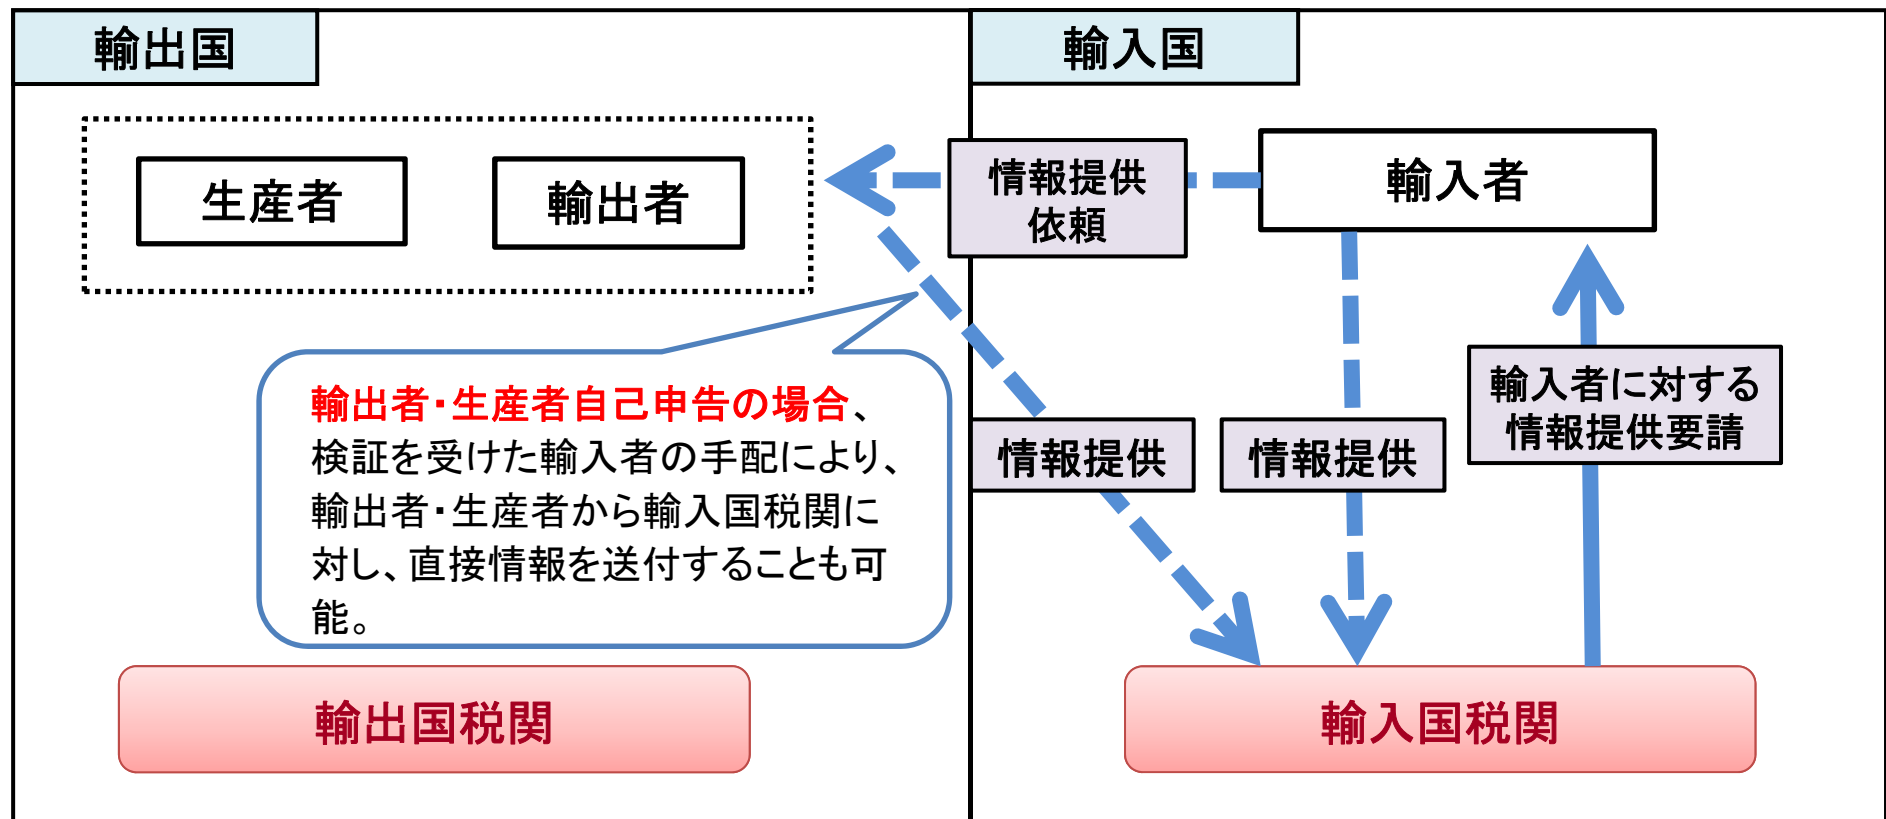 輸出国
輸入国
生産者
輸出者
情報提供
依頼
輸入者
輸出者・生産者自己申告の場合、
検証を受けた輸入者の手配により、
輸出者・生産者から輸入国税関に
対し、直接情報を送付することも可
能。
情報提供
情報提供
輸入者に対する
情報提供要請
輸出国税関
輸入国税関